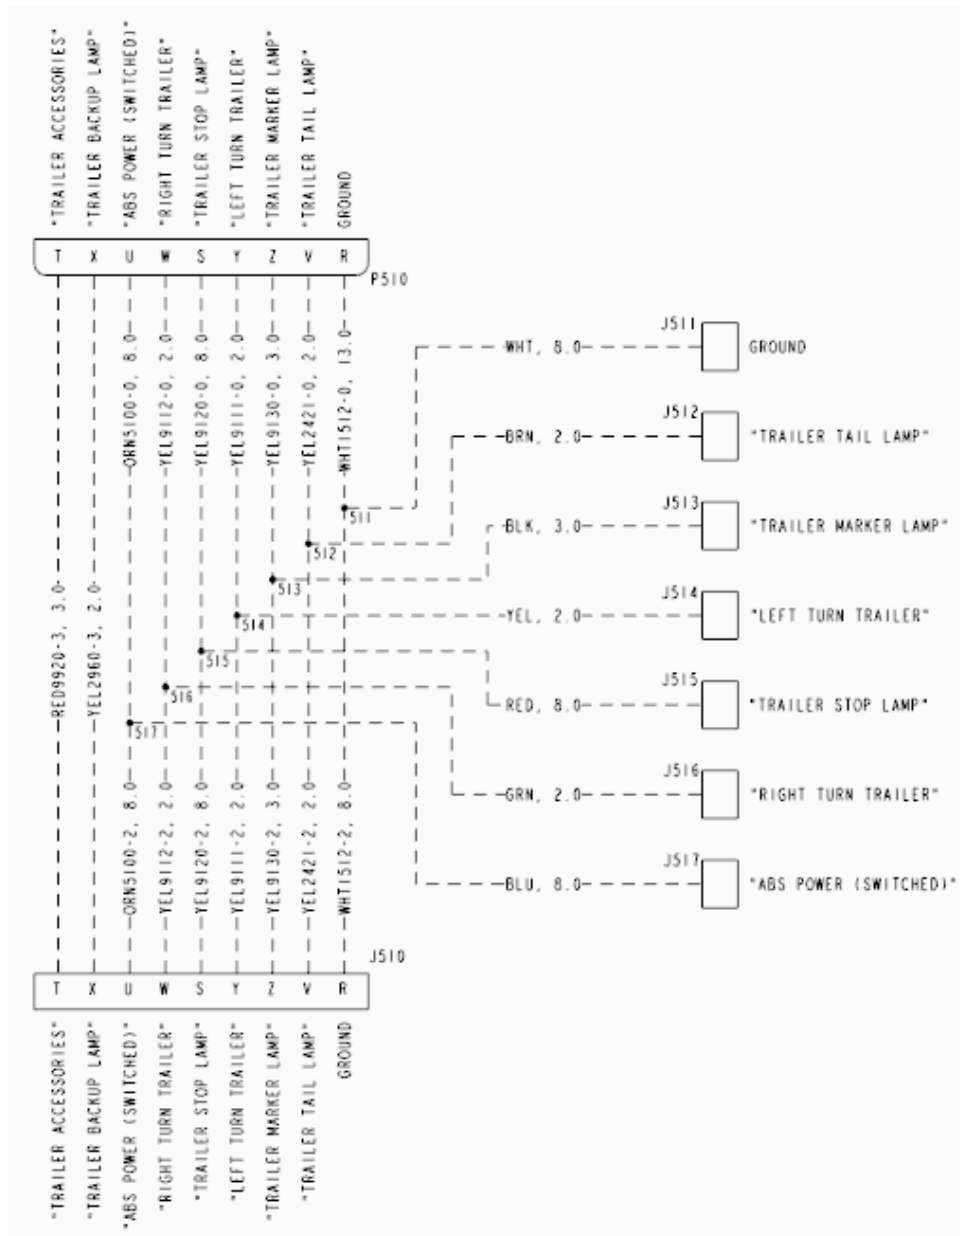 "TRAILER ACCESSORIES"
"TRAILER BACKUP LAMP"
"ABS POWER (SWITCHED)"
"RIGHT TURN TRAILER"
"TRAILER STOP LAMP"
"LEFT TURN TRAILER"
"TRAILER MARKER LAMP"
"TRAILER TAIL LAMP"
GROUND
T X U W S Y Z V R
P510
ORN5100-0, 8.0
YEL9112-0, 2.0
YEL9120-0, 8.0
YEL9111-0, 2.0
YEL9130-0, 3.0
YEL2421-0, 2.0
WHT1512-0, 13.0
J511
WHT, 8.0
GROUND
J512
BRN, 2.0
"TRAILER TAIL LAMP"
J513
BLK, 3.0
"TRAILER MARKER LAMP"
J514
YEL, 2.0
"LEFT TURN TRAILER"
J515
RED, 8.0
"TRAILER STOP LAMP"
J516
GRN, 2.0
"RIGHT TURN TRAILER"
J517
BLU, 8.0
"ABS POWER (SWITCHED)"
511
512
513
514
515
516
517
RED9920-3, 3.0
YEL2960-3, 2.0
ORN5100-2, 8.0
YEL9112-2, 2.0
YEL9120-2, 8.0
YEL9111-2, 2.0
YEL9130-2, 3.0
YEL2421-2, 2.0
WHT1512-2, 8.0
J510
T X U W S Y Z V R
"TRAILER ACCESSORIES"
"TRAILER BACKUP LAMP"
"ABS POWER (SWITCHED)"
"RIGHT TURN TRAILER"
"TRAILER STOP LAMP"
"LEFT TURN TRAILER"
"TRAILER MARKER LAMP"
"TRAILER TAIL LAMP"
GROUND